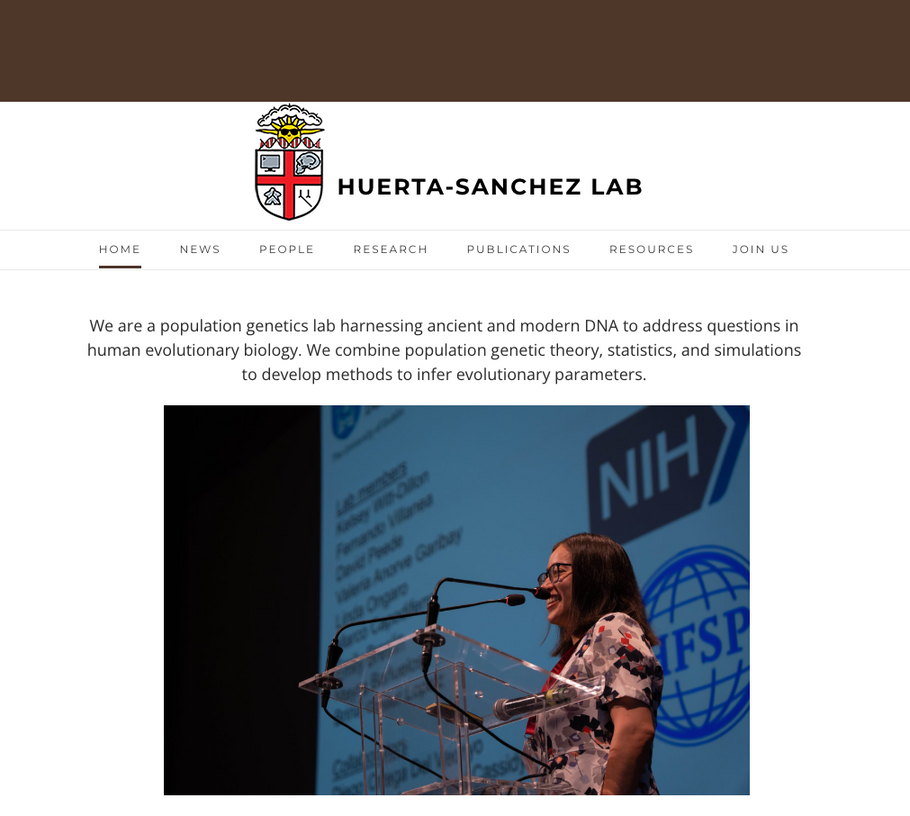 HUERTA-SANCHEZ LAB
HOME NEWS PEOPLE RESEARCH PUBLICATIONS RESOURCES JOIN US
We are a population genetics lab harnessing ancient and modern DNA to address questions in
human evolutionary biology. We combine population genetic theory, statistics, and simulations
to develop methods to infer evolutionary parameters.
Lab members
Kelsey Witt-Dillon
Fernando Villanea
David Peede
Valeria Anorve Garibay
Linda Ongaro
NIH
HFSP
Cassidy